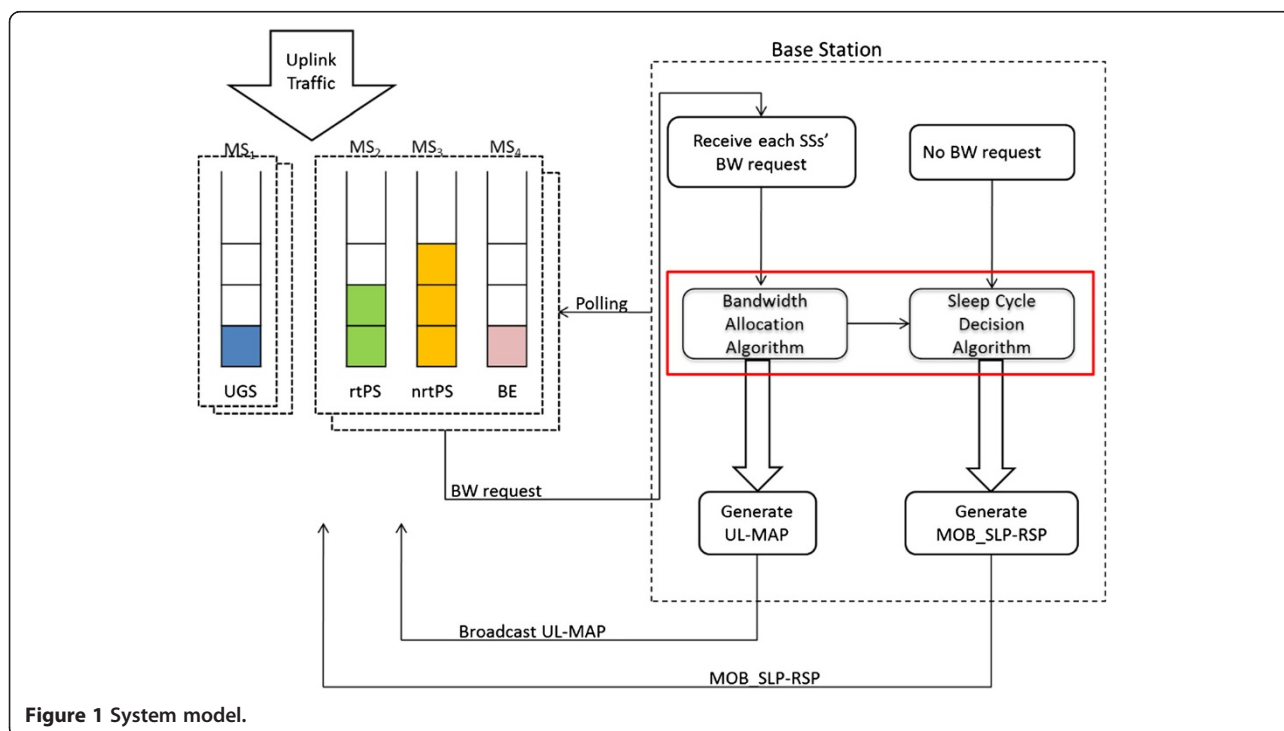 Uplink
Traffic
Base Station
MS₁
MS₂
MS₃
MS₄
UGS
rtPS
nrtPS
BE
Polling
BW request
Receive each SSs'
BW request
No BW request
Bandwidth
Allocation
Algorithm
Sleep Cycle
Decision
Algorithm
Generate
UL-MAP
Generate
MOB_SLP-RSP
Broadcast UL-MAP
MOB_SLP-RSP
Figure 1 System model.